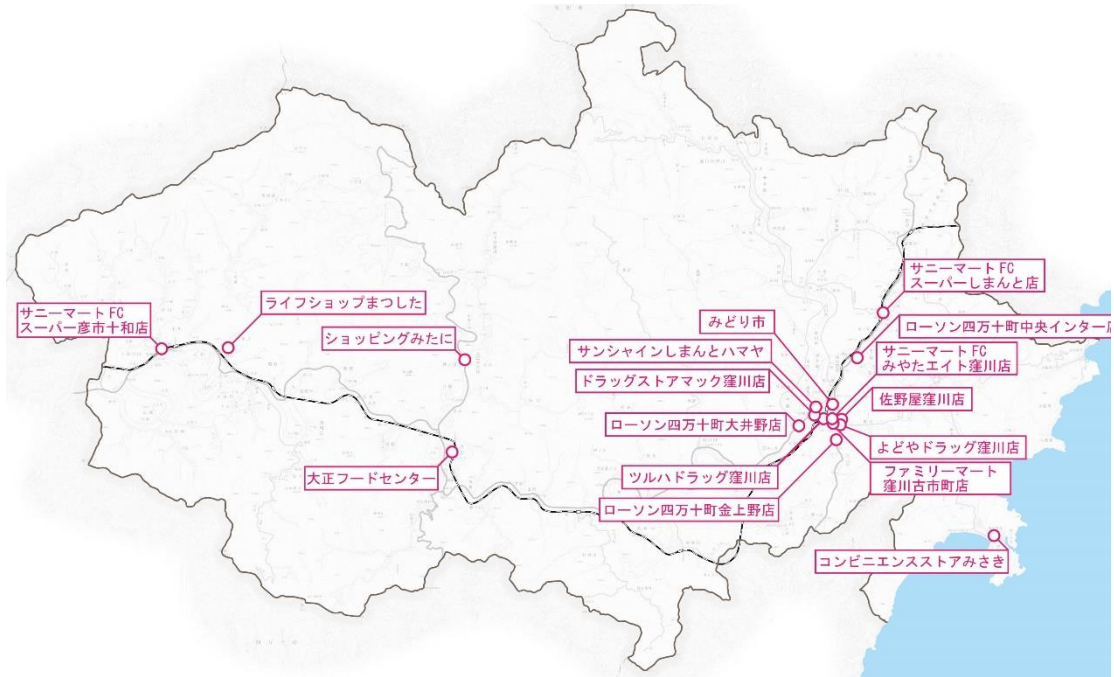 サニーマートFC
スーパー彦市十和店
ライフショップまつした
ショッピングみたに
大正フードセンター
みどり市
サンシャインしまんとハマヤ
ドラッグストアマック窪川店
ローソン四万十町大井野店
ツルハドラッグ窪川店
ローソン四万十町金上野店
サニーマートFC
スーパーしまんと店
ローソン四万十町中央インター店
サニーマートFC
みやたエイト窪川店
佐野屋窪川店
よどやドラッグ窪川店
ファミリーマート
窪川古市町店
コンビニエンスストアみさき